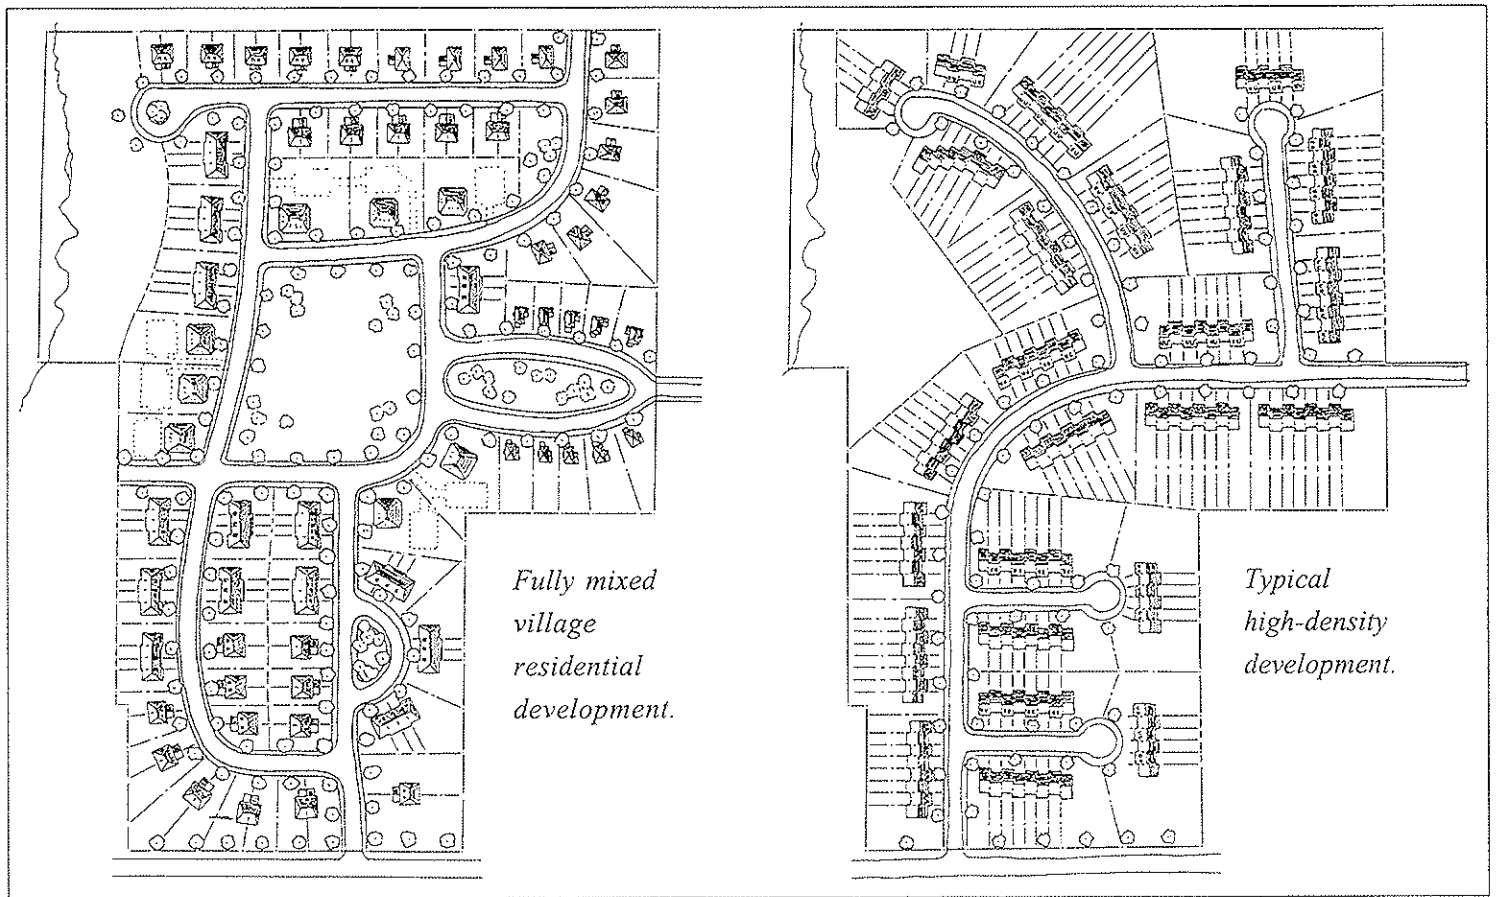 Fully mixed
village
residential
development.
Typical
high-density
development.